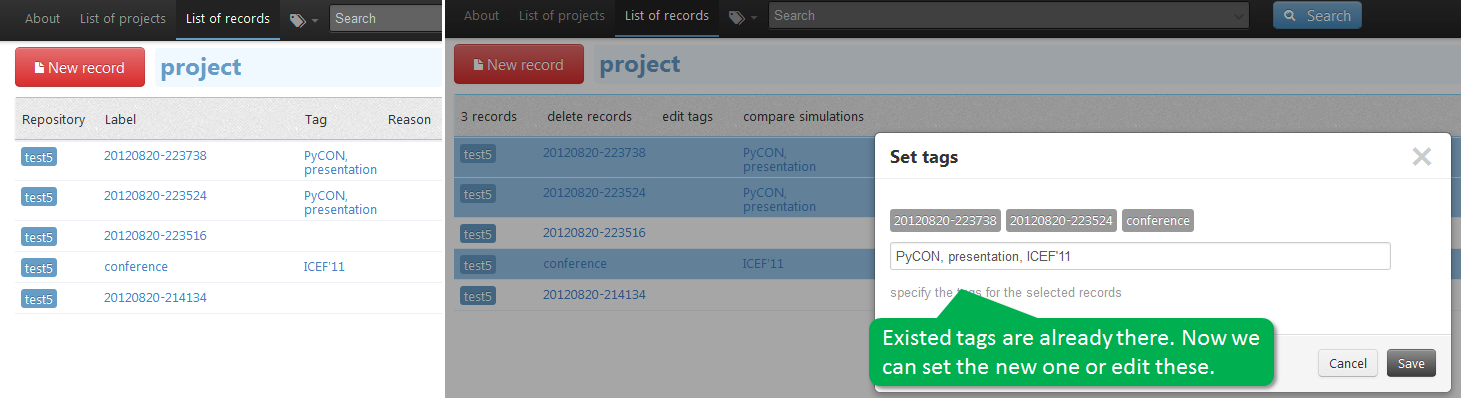 About List of projects List of records Search
New record project
Repository Label Tag Reason
test5 20120820-223738 PyCON,
presentation
test5 20120820-223524 PyCON,
presentation
test5 20120820-223516
test5 conference ICEF'11
test5 20120820-214134
About List of projects List of records Search Search
New record project
3 records delete records edit tags compare simulations
test5 20120820-223738 PyCON,
presentation
test5 20120820-223524 PyCON,
presentation
test5 20120820-223516
test5 conference ICEF'11
test5 20120820-214134
Set tags
20120820-223738 20120820-223524 conference
PyCON, presentation, ICEF'11
specify the tags for the selected records
Existed tags are already there. Now we
can set the new one or edit these.
Cancel Save